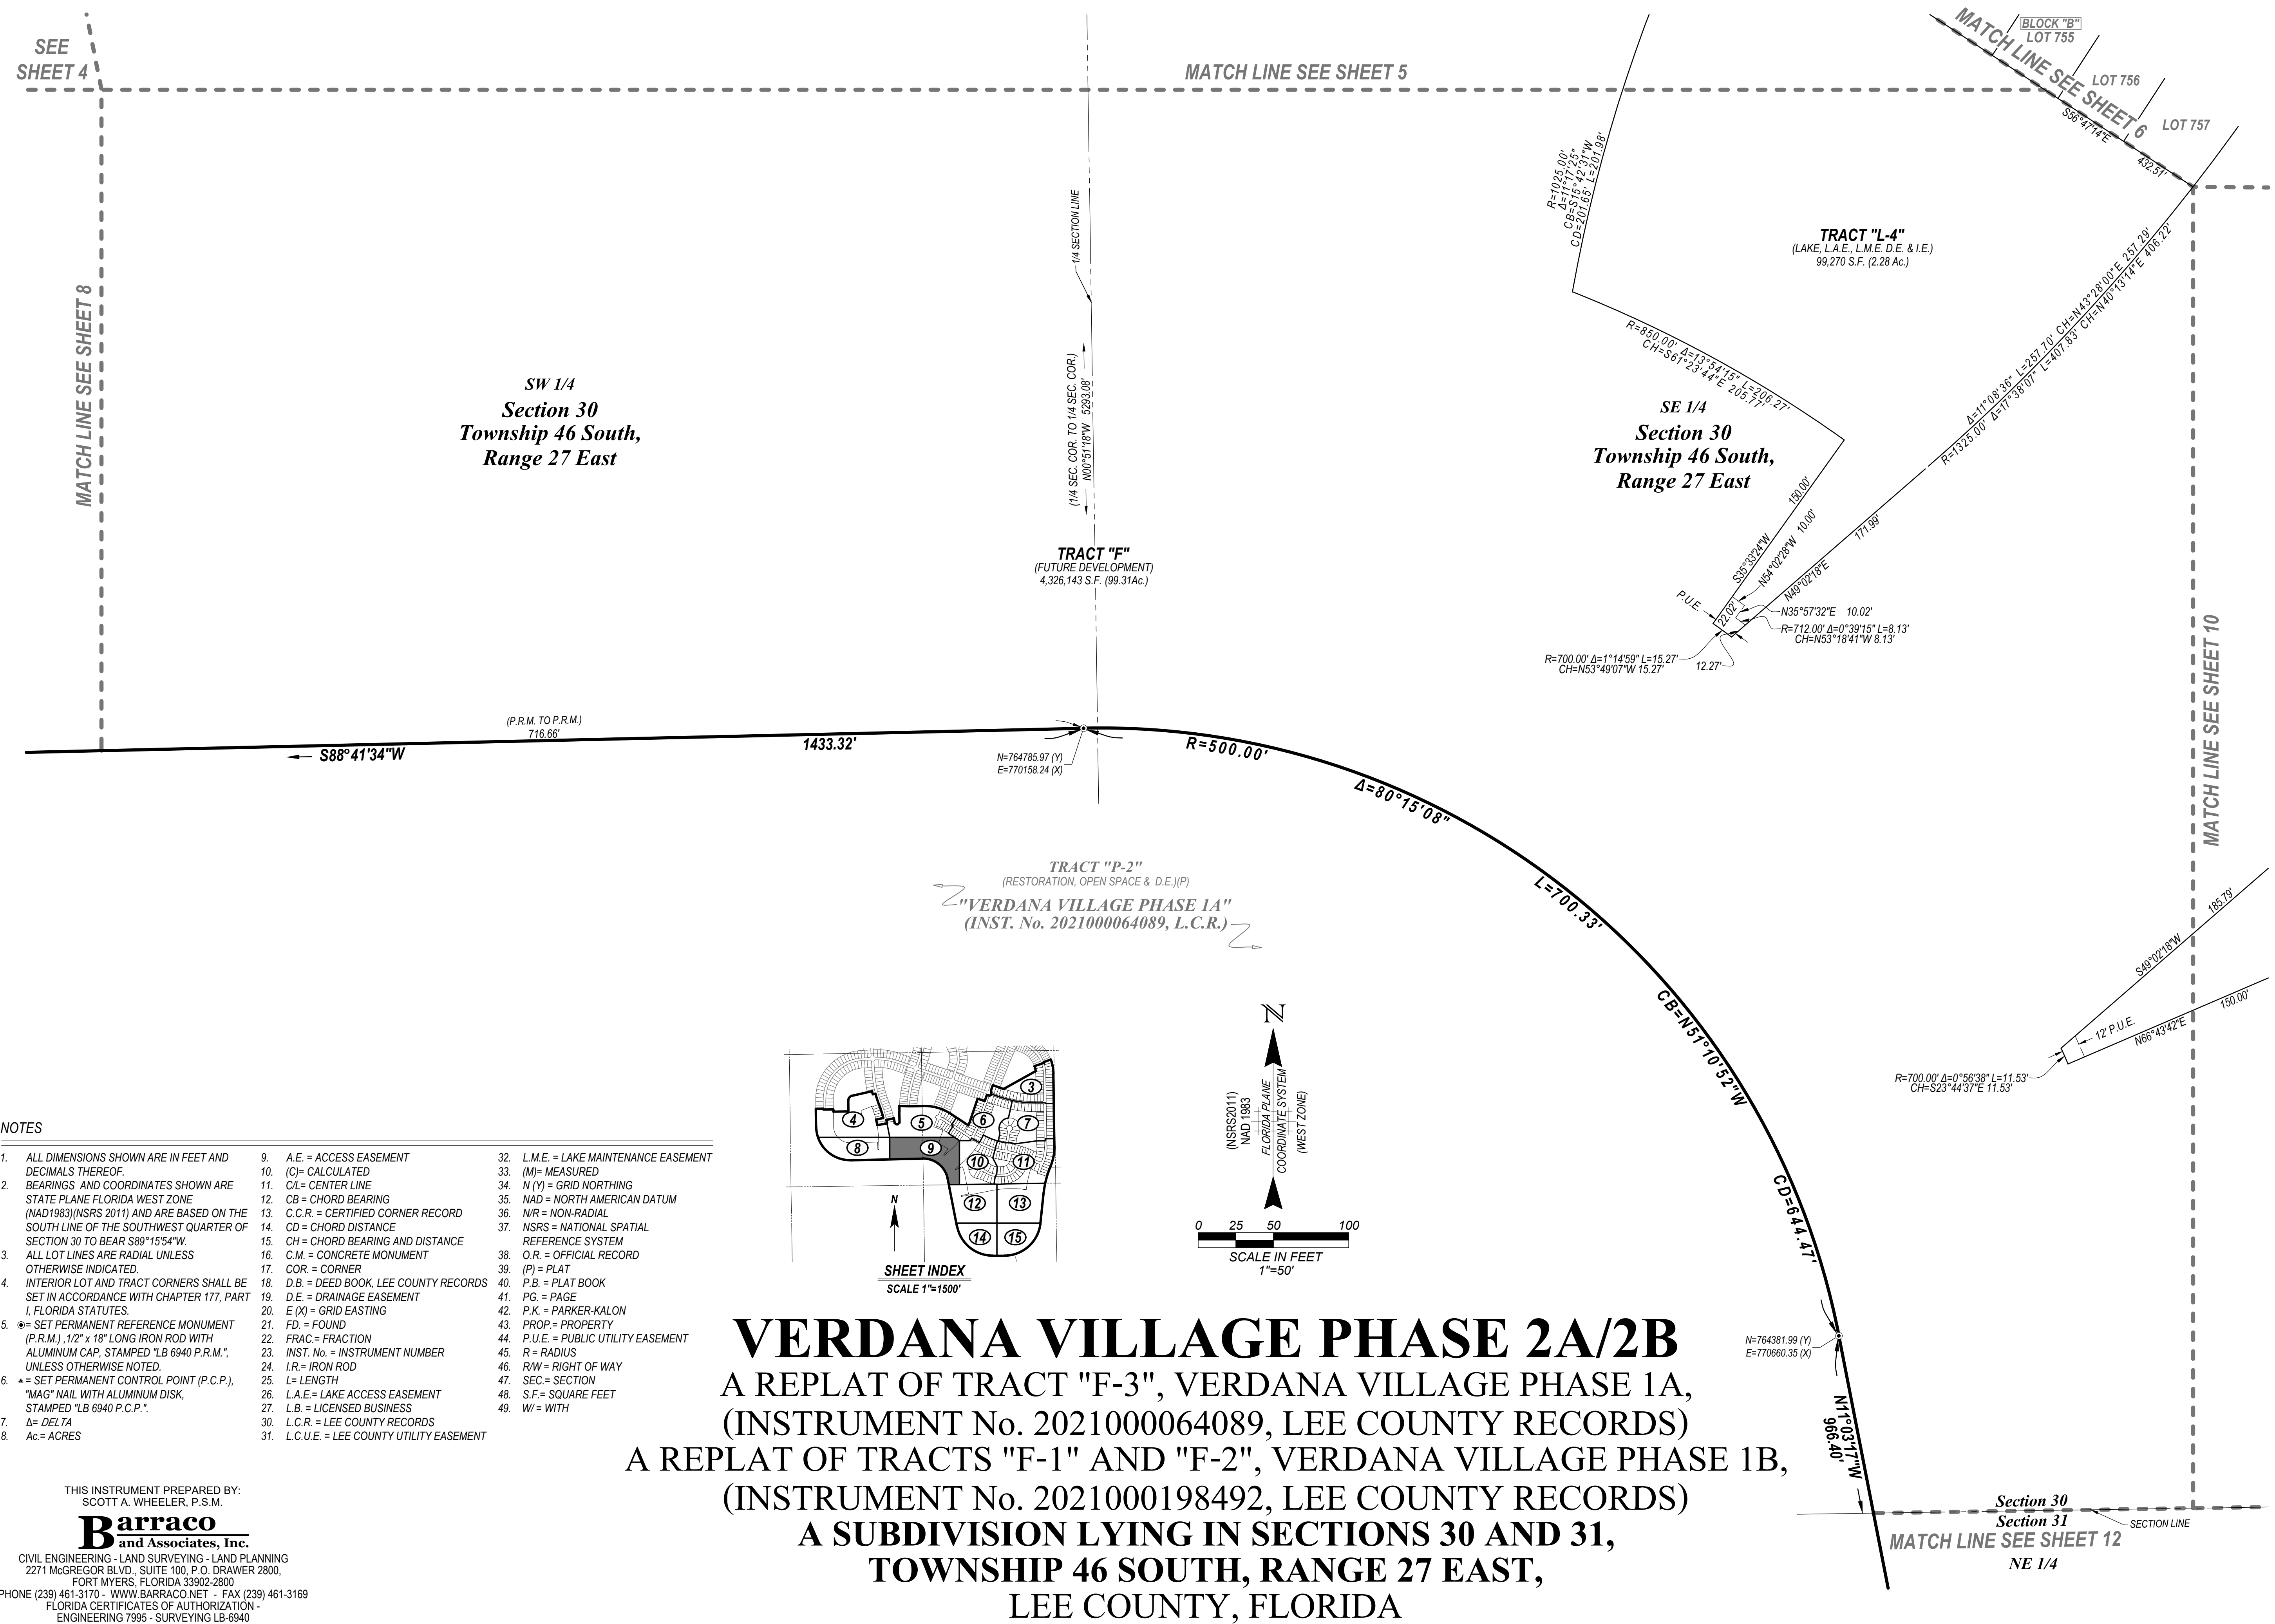 SEE
SHEET 4
MATCH LINE SEE SHEET 5
MATCH LINE SEE SHEET 6
BLOCK "B"
LOT 755
LOT 756
LOT 757
S56°47'14"E
432.51'
MATCH LINE SEE SHEET 8
SW 1/4
Section 30
Township 46 South,
Range 27 East
1/4 SECTION LINE
(1/4 SEC. COR. TO 1/4 SEC. COR.)
N00°51'18"W 5293.08'
TRACT "F"
(FUTURE DEVELOPMENT)
4,326,143 S.F. (99.31Ac.)
R=1025.00'
Δ=11°17'25"
CB=S15°42'31"W
CD=201.65' L=201.98'
TRACT "L-4"
(LAKE, L.A.E., L.M.E. D.E. & I.E.)
99,270 S.F. (2.28 Ac.)
R=850.00' Δ=13°54'15" L=206.27'
CH=S61°23'44"E 205.77'
Δ=11°08'36" L=257.70' CH=N43°28'00"E 257.29'
R=1325.00' Δ=17°38'07" L=407.83' CH=N40°13'14"E 406.22'
SE 1/4
Section 30
Township 46 South,
Range 27 East
150.00'
S35°33'24"W
N54°02'28"W 10.00'
171.99'
N49°02'18"E
P.U.E.
22.02'
N35°57'32"E 10.02'
R=712.00' Δ=0°39'15" L=8.13'
CH=N53°18'41"W 8.13'
R=700.00' Δ=1°14'59" L=15.27'
CH=N53°49'07"W 15.27'
12.27'
MATCH LINE SEE SHEET 10
(P.R.M. TO P.R.M.)
716.66'
S88°41'34"W
1433.32'
N=764785.97 (Y)
E=770158.24 (X)
R=500.00'
Δ=80°15'08"
L=700.33'
CB=N51°10'52"W
CD=644.47'
TRACT "P-2"
(RESTORATION, OPEN SPACE & D.E.)(P)
"VERDANA VILLAGE PHASE 1A"
(INST. No. 2021000064089, L.C.R.)
185.79'
S49°02'18"W
150.00'
12' P.U.E.
N66°43'42"E
R=700.00' Δ=0°56'38" L=11.53'
CH=S23°44'37"E 11.53'
N=764381.99 (Y)
E=770660.35 (X)
N11°03'17"W
966.40'
Section 30
Section 31
SECTION LINE
MATCH LINE SEE SHEET 12
NE 1/4
3
4
5
6
7
8
9
10
11
12
13
14
15
N
SHEET INDEX
SCALE 1"=1500'
N
(NSRS2011)
NAD 1983
FLORIDA PLANE
COORDINATE SYSTEM
(WEST ZONE)
0 25 50 100
SCALE IN FEET
1"=50'
NOTES
1. ALL DIMENSIONS SHOWN ARE IN FEET AND
DECIMALS THEREOF.
2. BEARINGS AND COORDINATES SHOWN ARE
STATE PLANE FLORIDA WEST ZONE
(NAD1983)(NSRS 2011) AND ARE BASED ON THE
SOUTH LINE OF THE SOUTHWEST QUARTER OF
SECTION 30 TO BEAR S89°15'54"W.
3. ALL LOT LINES ARE RADIAL UNLESS
OTHERWISE INDICATED.
4. INTERIOR LOT AND TRACT CORNERS SHALL BE
SET IN ACCORDANCE WITH CHAPTER 177, PART
I, FLORIDA STATUTES.
5. = SET PERMANENT REFERENCE MONUMENT
(P.R.M.) ,1/2" x 18" LONG IRON ROD WITH
ALUMINUM CAP, STAMPED "LB 6940 P.R.M.",
UNLESS OTHERWISE NOTED.
6. ▲= SET PERMANENT CONTROL POINT (P.C.P.),
"MAG" NAIL WITH ALUMINUM DISK,
STAMPED "LB 6940 P.C.P.".
7. Δ= DELTA
8. Ac.= ACRES
9. A.E. = ACCESS EASEMENT
10. (C)= CALCULATED
11. C/L= CENTER LINE
12. CB = CHORD BEARING
13. C.C.R. = CERTIFIED CORNER RECORD
14. CD = CHORD DISTANCE
15. CH = CHORD BEARING AND DISTANCE
16. C.M. = CONCRETE MONUMENT
17. COR. = CORNER
18. D.B. = DEED BOOK, LEE COUNTY RECORDS
19. D.E. = DRAINAGE EASEMENT
20. E (X) = GRID EASTING
21. FD. = FOUND
22. FRAC.= FRACTION
23. INST. No. = INSTRUMENT NUMBER
24. I.R.= IRON ROD
25. L= LENGTH
26. L.A.E.= LAKE ACCESS EASEMENT
27. L.B. = LICENSED BUSINESS
30. L.C.R. = LEE COUNTY RECORDS
31. L.C.U.E. = LEE COUNTY UTILITY EASEMENT
32. L.M.E. = LAKE MAINTENANCE EASEMENT
33. (M)= MEASURED
34. N (Y) = GRID NORTHING
35. NAD = NORTH AMERICAN DATUM
36. N/R = NON-RADIAL
37. NSRS = NATIONAL SPATIAL
REFERENCE SYSTEM
38. O.R. = OFFICIAL RECORD
39. (P) = PLAT
40. P.B. = PLAT BOOK
41. PG. = PAGE
42. P.K. = PARKER-KALON
43. PROP.= PROPERTY
44. P.U.E. = PUBLIC UTILITY EASEMENT
45. R = RADIUS
46. R/W = RIGHT OF WAY
47. SEC.= SECTION
48. S.F.= SQUARE FEET
49. W/ = WITH
VERDANA VILLAGE PHASE 2A/2B
A REPLAT OF TRACT "F-3", VERDANA VILLAGE PHASE 1A,
(INSTRUMENT No. 2021000064089, LEE COUNTY RECORDS)
A REPLAT OF TRACTS "F-1" AND "F-2", VERDANA VILLAGE PHASE 1B,
(INSTRUMENT No. 2021000198492, LEE COUNTY RECORDS)
A SUBDIVISION LYING IN SECTIONS 30 AND 31,
TOWNSHIP 46 SOUTH, RANGE 27 EAST,
LEE COUNTY, FLORIDA
THIS INSTRUMENT PREPARED BY:
SCOTT A. WHEELER, P.S.M.
Barraco
and Associates, Inc.
CIVIL ENGINEERING - LAND SURVEYING - LAND PLANNING
2271 McGREGOR BLVD., SUITE 100, P.O. DRAWER 2800,
FORT MYERS, FLORIDA 33902-2800
PHONE (239) 461-3170 - WWW.BARRACO.NET - FAX (239) 461-3169
FLORIDA CERTIFICATES OF AUTHORIZATION -
ENGINEERING 7995 - SURVEYING LB-6940